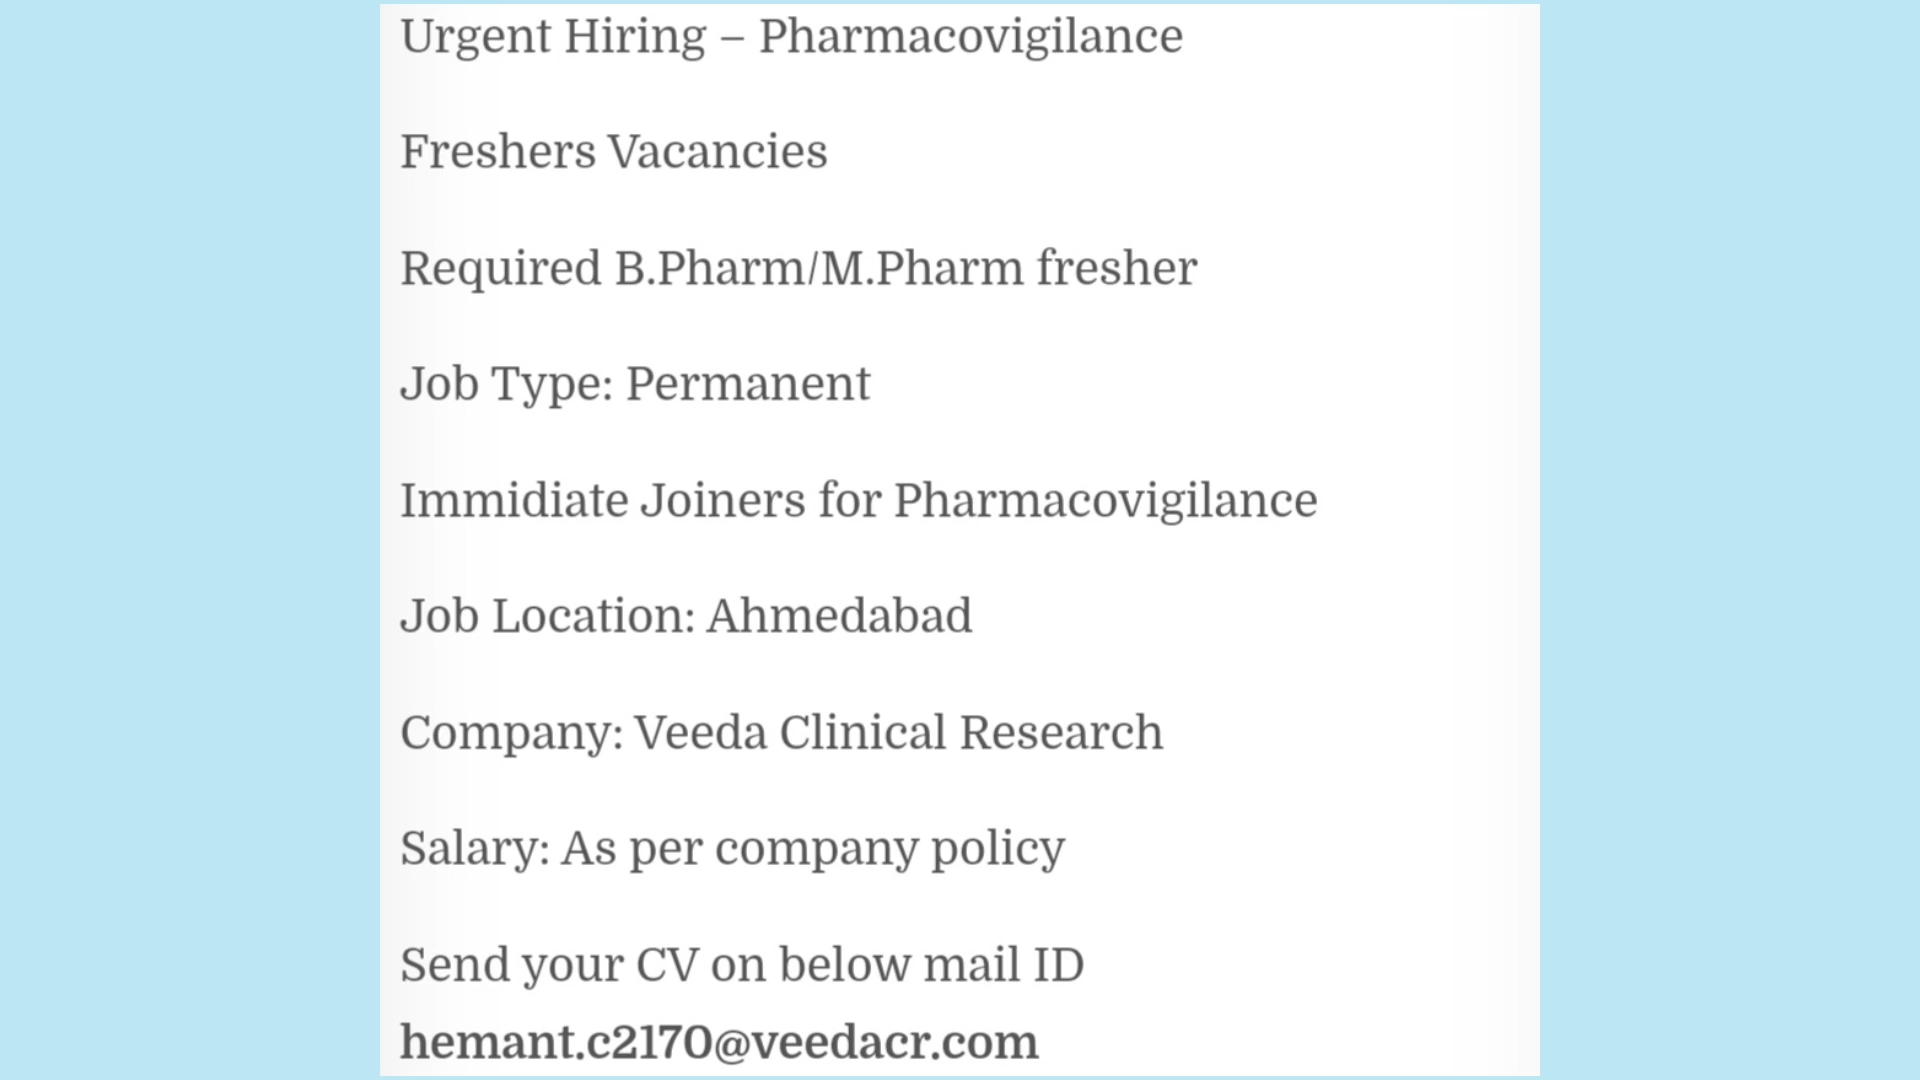 Urgent Hiring – Pharmacovigilance
Freshers Vacancies
Required B.Pharm/M.Pharm fresher
Job Type: Permanent
Immidiate Joiners for Pharmacovigilance
Job Location: Ahmedabad
Company: Veeda Clinical Research
Salary: As per company policy
Send your CV on below mail ID
hemant.c2170@veedacr.com